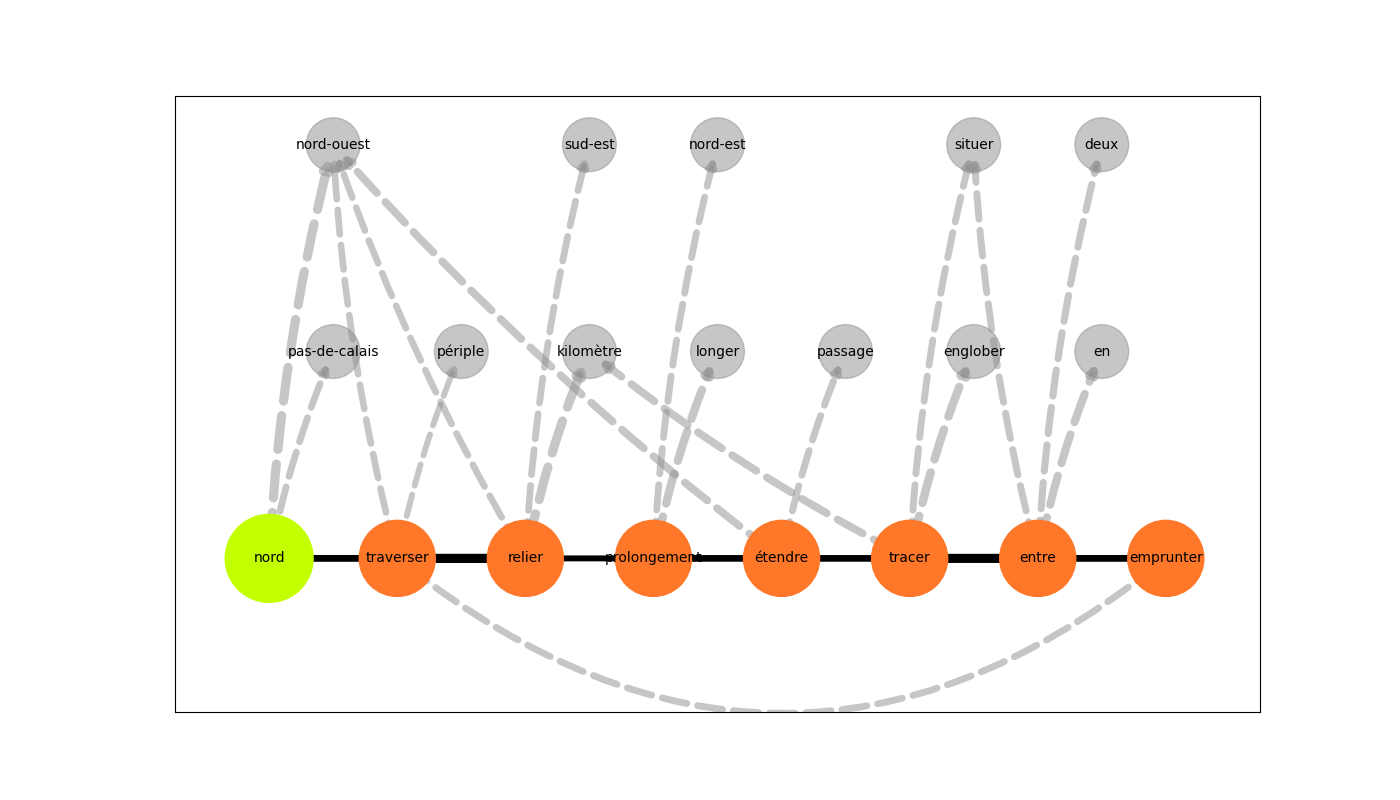 nord-ouest sud-est nord-est situer deux
pas-de-calais périple kilomètre longer passage englober en
nord traverser relier prolongement étendre tracer entre emprunter